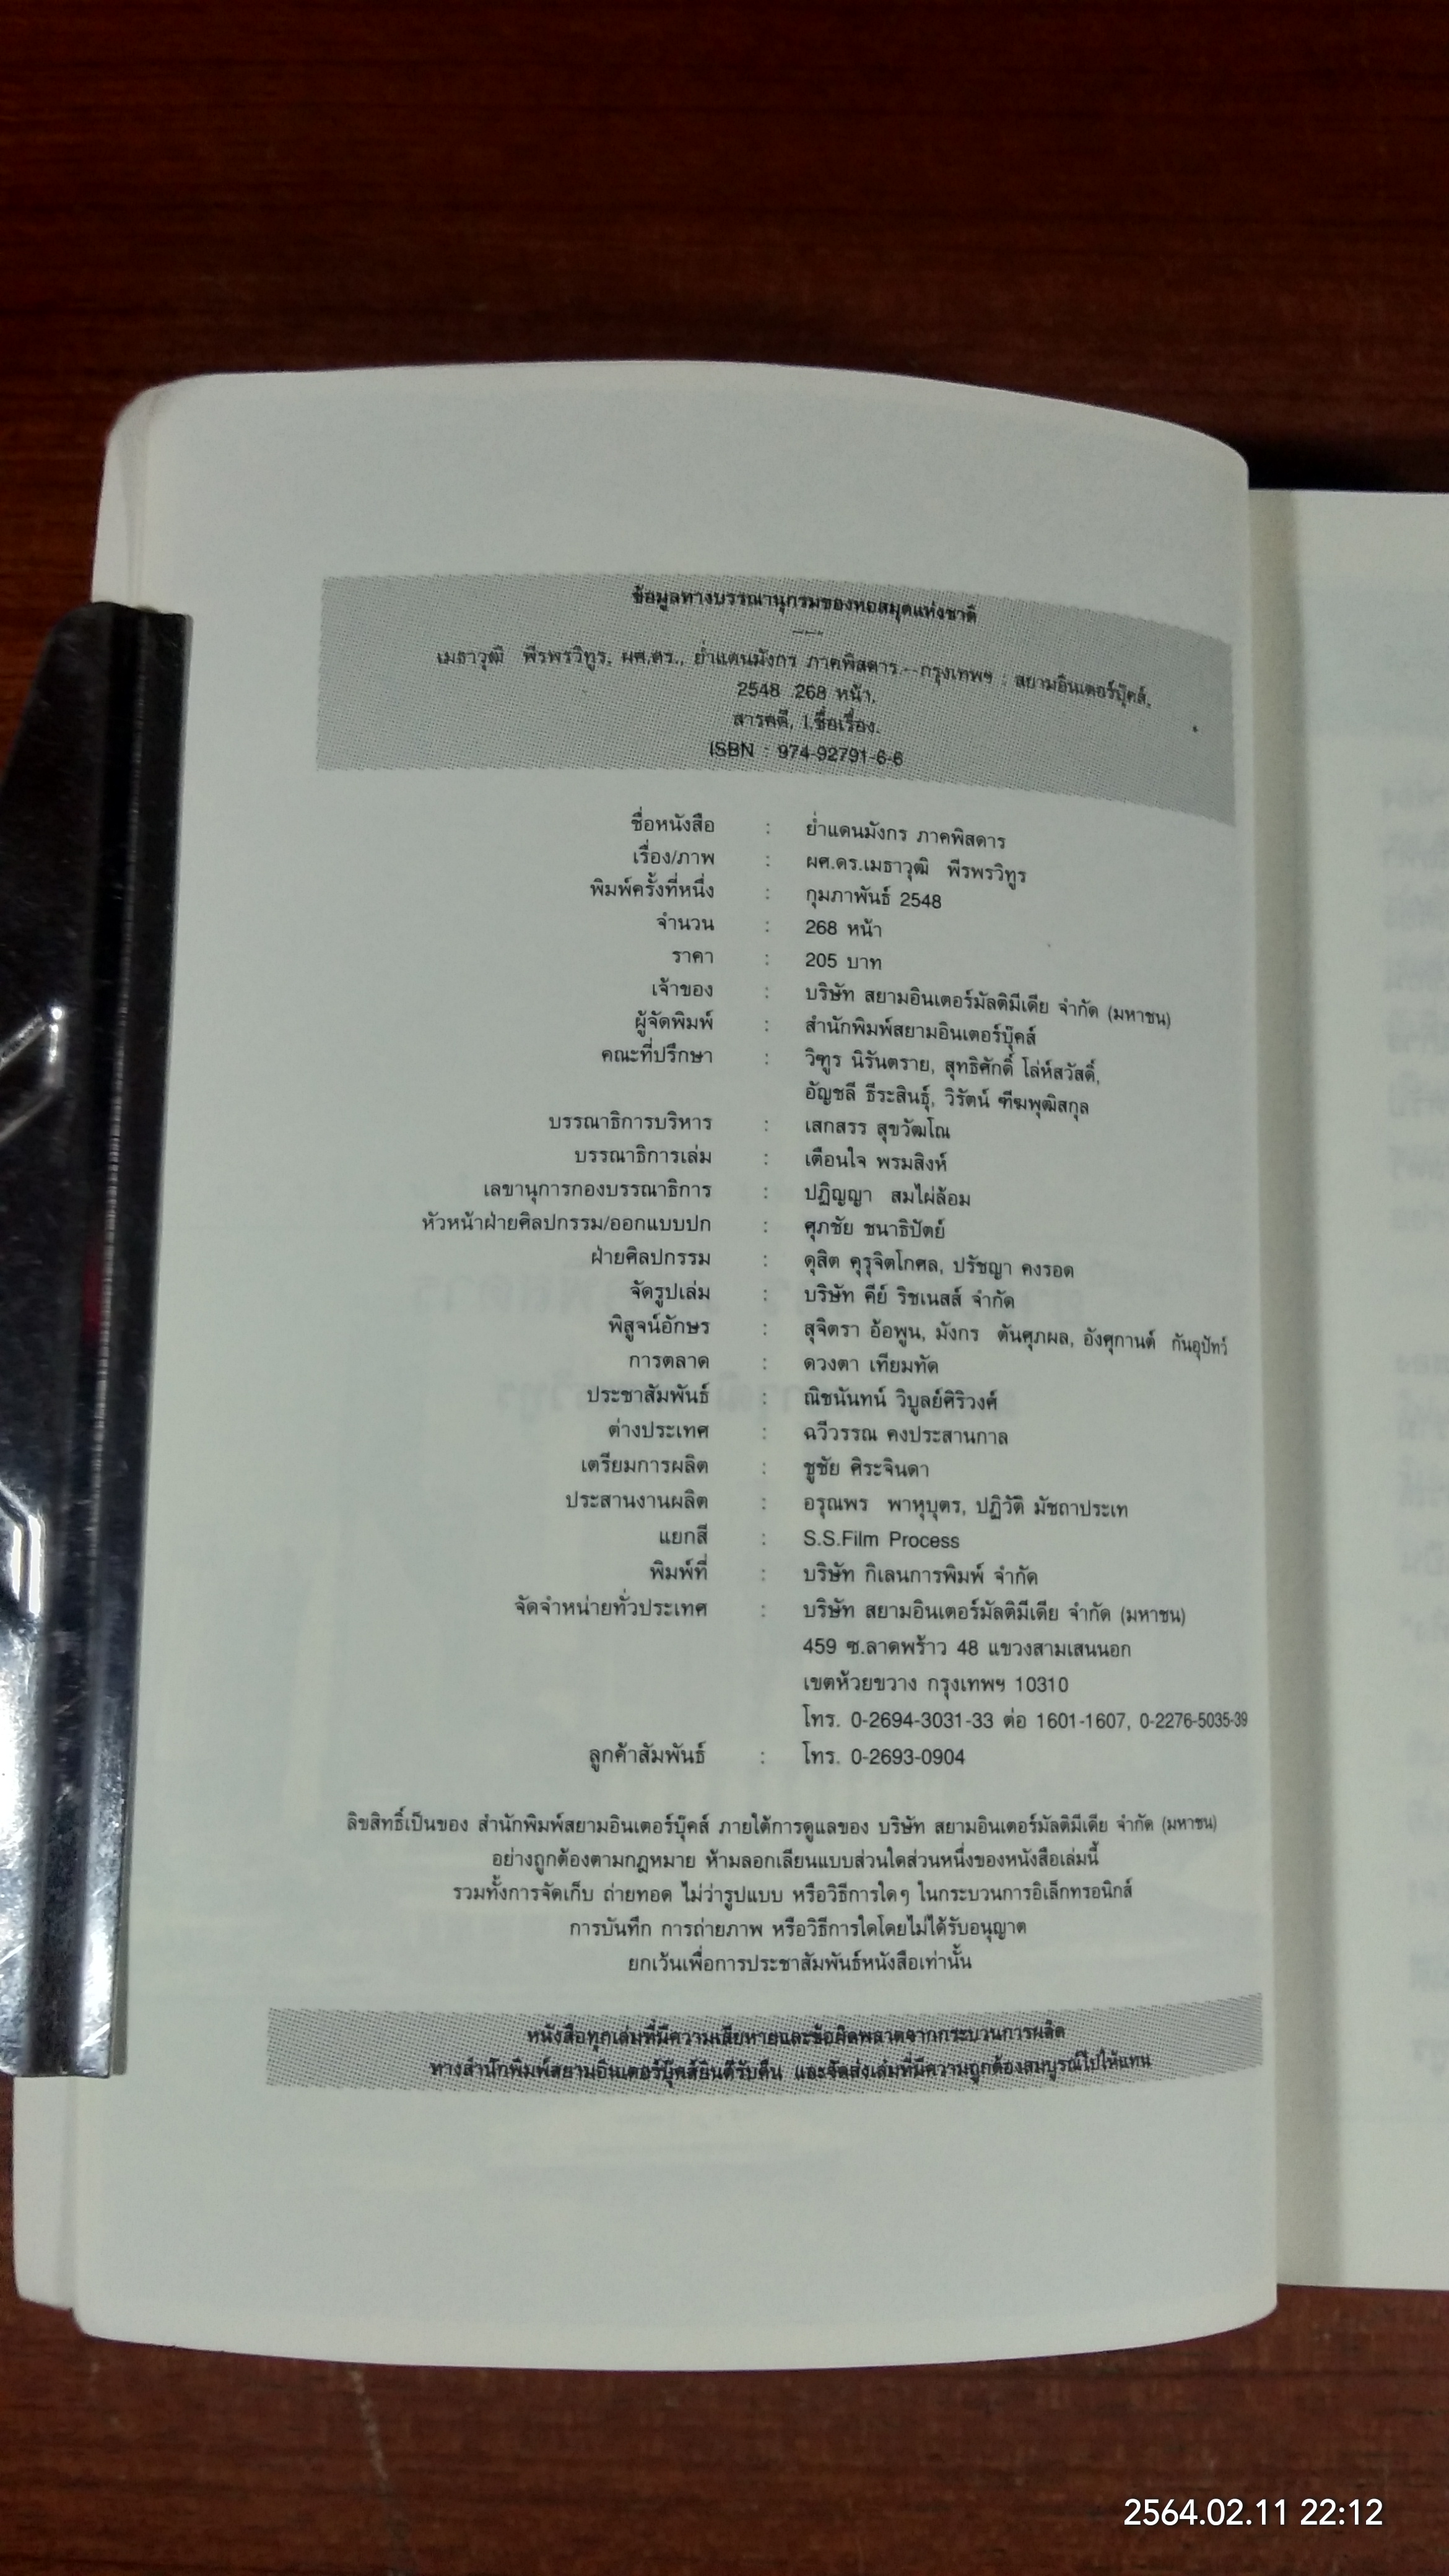 ข้อมูลทางบรรณานุกรมของหอสมุดแห่งชาติ
เมธาวุฒิ พีรพรวิทูร, ผศ.ดร., ย่ำแดนมังกร ภาคพิสดาร.--กรุงเทพฯ : สยามอินเตอร์บุ๊คส์,
2548 .268 หน้า.
สารคดี, I.ชื่อเรื่อง.
ISBN : 974-92791-6-6
ชื่อหนังสือ : ย่ำแดนมังกร ภาคพิสดาร
เรื่อง/ภาพ : ผศ.ดร.เมธาวุฒิ พีรพรวิทูร
พิมพ์ครั้งที่หนึ่ง : กุมภาพันธ์ 2548
จำนวน : 268 หน้า
ราคา : 205 บาท
เจ้าของ : บริษัท สยามอินเตอร์มัลติมีเดีย จำกัด (มหาชน)
ผู้จัดพิมพ์ : สำนักพิมพ์สยามอินเตอร์บุ๊คส์
คณะที่ปรึกษา : วิฑูร นิรันตราย, สุทธิศักดิ์ โล่ห์สวัสดิ์,
อัญชลี ธีระสินธุ์, วิรัตน์ ฑีฆพุฒิสกุล
บรรณาธิการบริหาร : เสกสรร สุขวัฒโณ
บรรณาธิการเล่ม : เตือนใจ พรมสิงห์
เลขานุการกองบรรณาธิการ : ปฏิญญา สมไผ่ล้อม
หัวหน้าฝ่ายศิลปกรรม/ออกแบบปก : ศุภชัย ชนาธิปัตย์
ฝ่ายศิลปกรรม : ดุสิต คุรุจิตโกศล, ปรัชญา คงรอด
จัดรูปเล่ม : บริษัท คีย์ ริชเนสส์ จำกัด
พิสูจน์อักษร : สุจิตรา อ้อพูน, มังกร ตันศุภผล, อังศุกานต์ กันอุปัทว์
การตลาด : ดวงตา เทียมทัด
ประชาสัมพันธ์ : ณิชนันทน์ วิบูลย์ศิริวงศ์
ต่างประเทศ : ฉวีวรรณ คงประสานกาล
เตรียมการผลิต : ชูชัย ศิระจินดา
ประสานงานผลิต : อรุณพร พาหุบุตร, ปฏิวัติ มัชถาประเท
แยกสี : S.S.Film Process
พิมพ์ที่ : บริษัท กิเลนการพิมพ์ จำกัด
จัดจำหน่ายทั่วประเทศ : บริษัท สยามอินเตอร์มัลติมีเดีย จำกัด (มหาชน)
459 ซ.ลาดพร้าว 48 แขวงสามเสนนอก
เขตห้วยขวาง กรุงเทพฯ 10310
โทร. 0-2694-3031-33 ต่อ 1601-1607, 0-2276-5035-39
ลูกค้าสัมพันธ์ : โทร. 0-2693-0904
ลิขสิทธิ์เป็นของ สำนักพิมพ์สยามอินเตอร์บุ๊คส์ ภายใต้การดูแลของ บริษัท สยามอินเตอร์มัลติมีเดีย จำกัด (มหาชน)
อย่างถูกต้องตามกฎหมาย ห้ามลอกเลียนแบบส่วนใดส่วนหนึ่งของหนังสือเล่มนี้
รวมทั้งการจัดเก็บ ถ่ายทอด ไม่ว่ารูปแบบ หรือวิธีการใดๆ ในกระบวนการอิเล็กทรอนิกส์
การบันทึก การถ่ายภาพ หรือวิธีการใดโดยไม่ได้รับอนุญาต
ยกเว้นเพื่อการประชาสัมพันธ์หนังสือเท่านั้น
หนังสือทุกเล่มที่มีความเสียหายและข้อผิดพลาดจากกระบวนการผลิต
ทางสำนักพิมพ์สยามอินเตอร์บุ๊คส์ยินดีรับคืน และจัดส่งเล่มที่มีความถูกต้องสมบูรณ์ไปให้แทน
2564.02.11 22:12